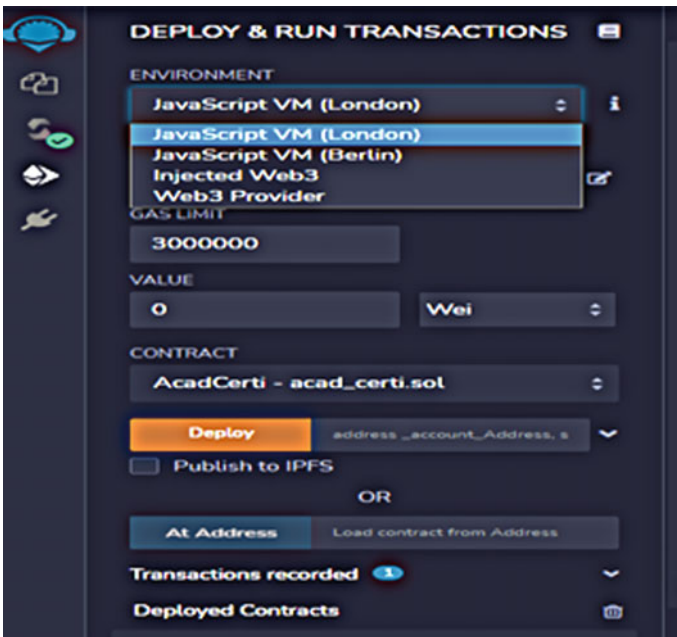 DEPLOY & RUN TRANSACTIONS
ENVIRONMENT
JavaScript VM (London)
i
JavaScript VM (London)
JavaScript VM (Berlin)
Injected Web3
Web3 Provider
GAS LIMIT
3000000
VALUE
0 Wei
CONTRACT
AcadCerti - acad_certi.sol
Deploy address _account_Address, s
Publish to IPFS
OR
At Address Load contract from Address
Transactions recorded 1
Deployed Contracts